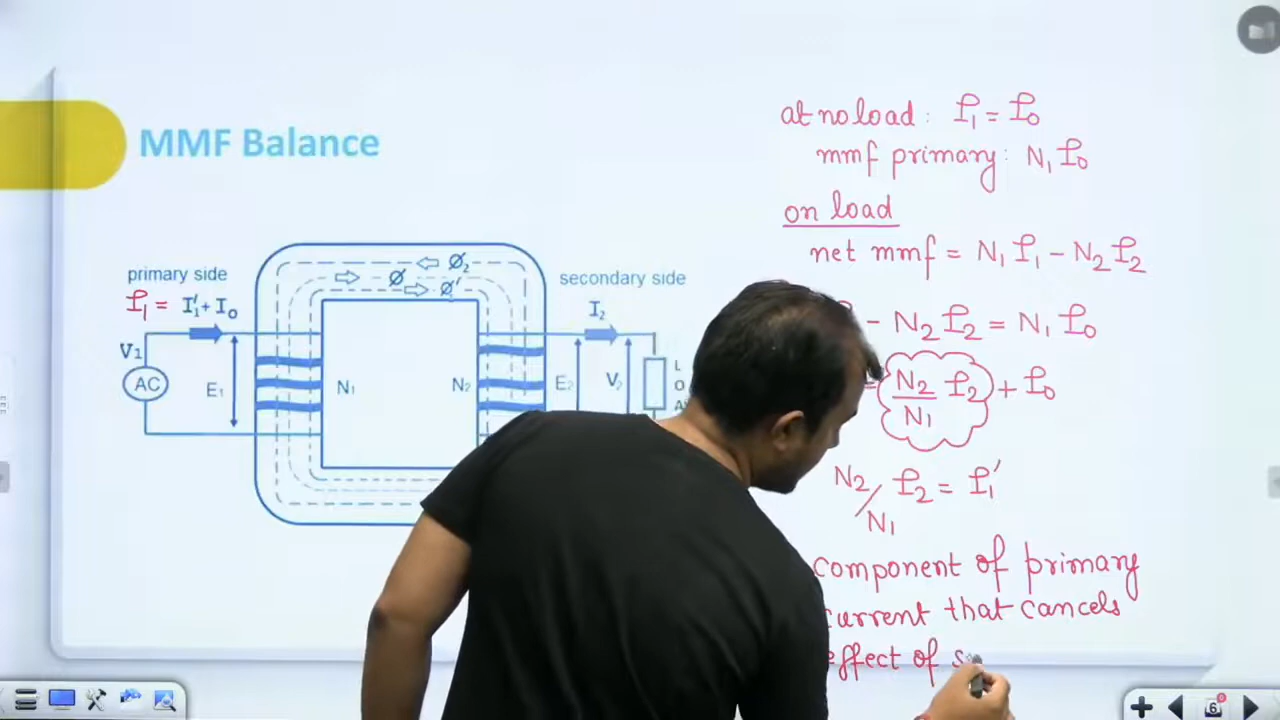 MMF Balance
at no load : I₁ = I₀
mmf primary : N₁ I₀
on load
net mmf = N₁ I₁ - N₂ I₂
- N₂ I₂ = N₁ I₀
= N₂/N₁ I₂ + I₀
N₂/N₁ I₂ = I₁'
component of primary
current that cancels
effect of s
primary side
I₁ = I₁' + I₀
V1
AC
E₁
N₁
ø₂
ø
ø'
N₂
secondary side
I₂
E₂
V₂
L
O
A
6